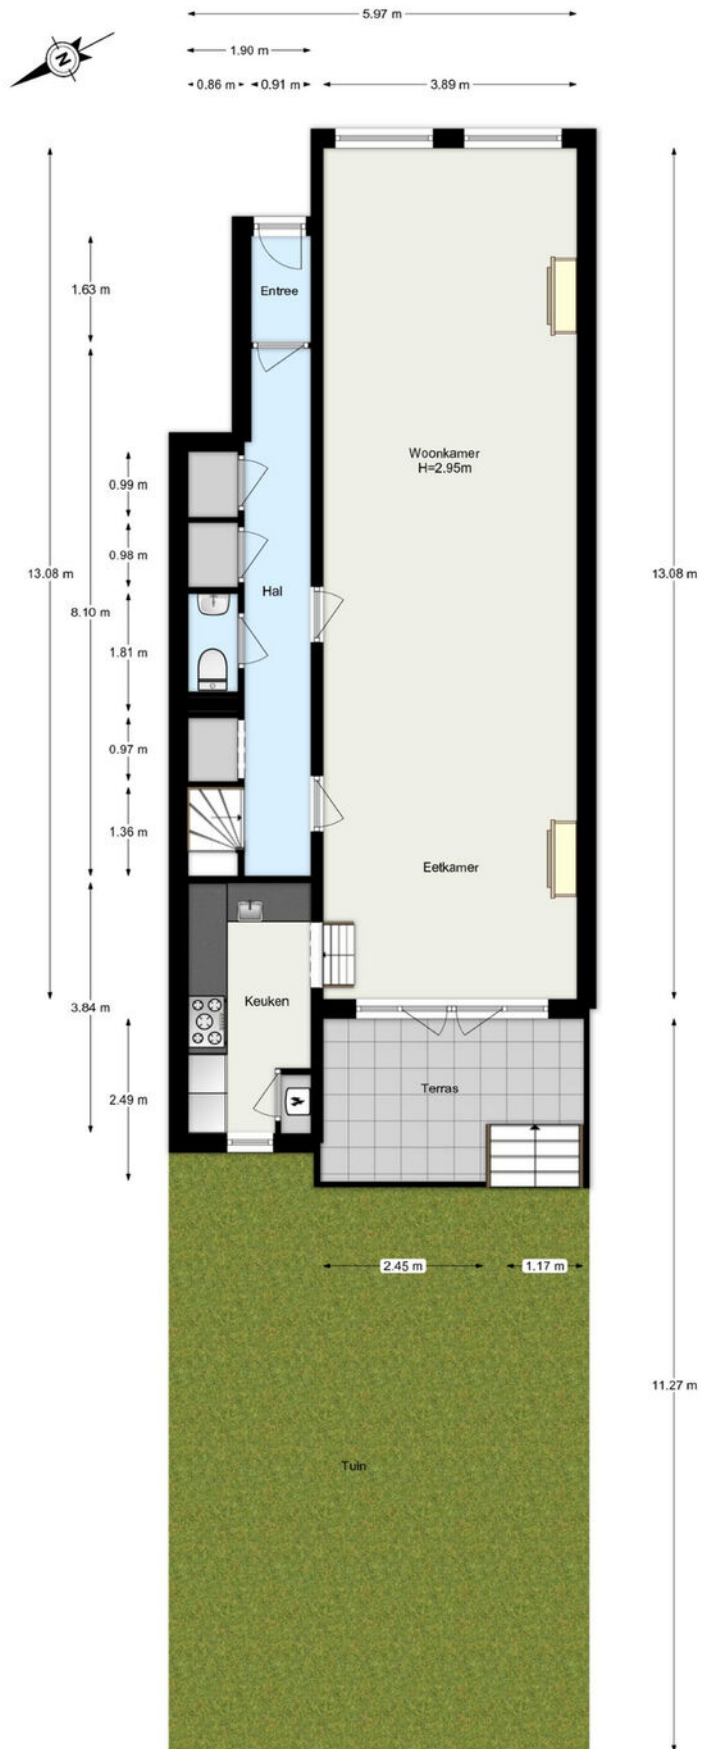 5.97 m
N
1.90 m
0.86 m
0.91 m
3.89 m
1.63 m
Entree
Woonkamer
H=2.95m
0.99 m
0.98 m
13.08 m
13.08 m
Hal
8.10 m
1.81 m
0.97 m
1.36 m
Eetkamer
Keuken
3.84 m
Terras
2.49 m
2.45 m
1.17 m
11.27 m
Tuin